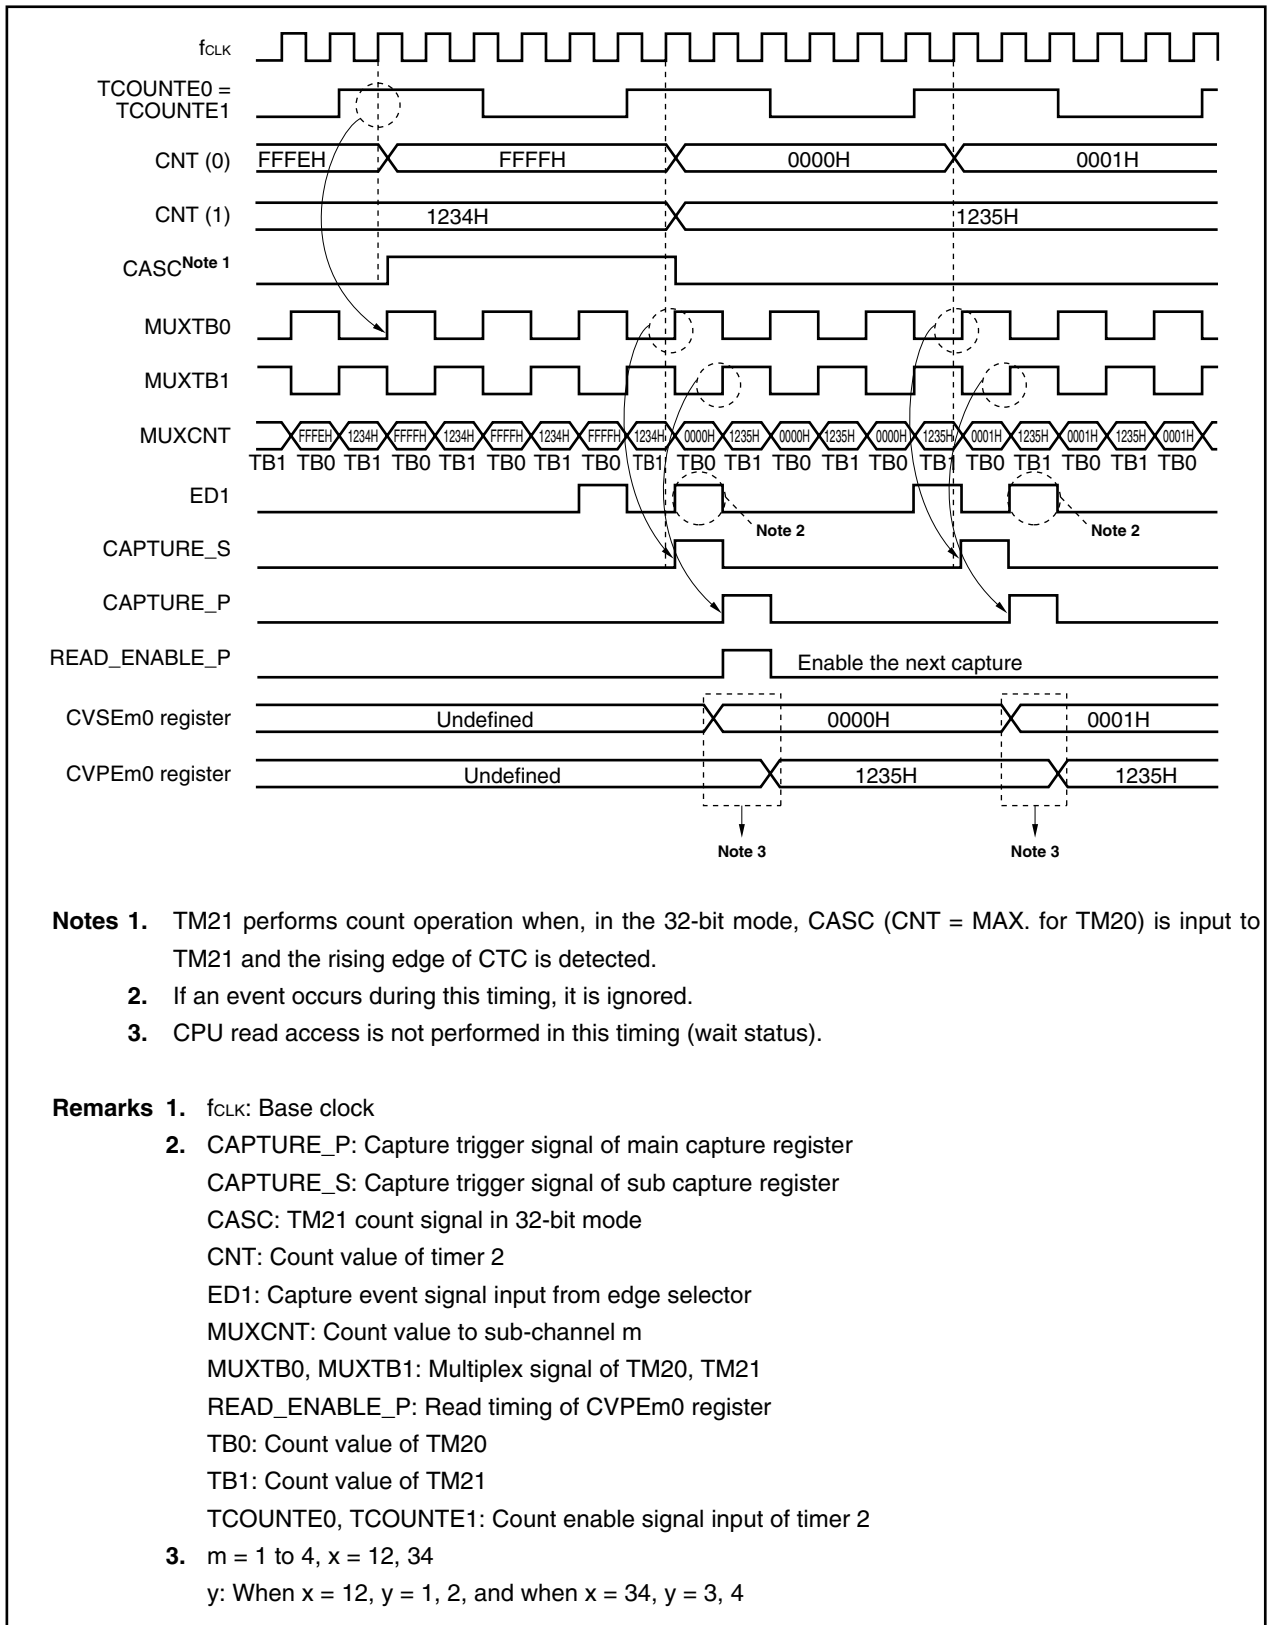 fCLK
TCOUNTE0 =
TCOUNTE1
CNT (0) FFFEH FFFFH 0000H 0001H
CNT (1) 1234H 1235H
CASC Note 1
MUXTB0
MUXTB1
MUXCNT FFFEH 1234H FFFFH 1234H FFFFH 1234H FFFFH 1234H 0000H 1235H 0000H 1235H 0000H 1235H 0001H 1235H 0001H 1235H 0001H
TB1 TB0 TB1 TB0 TB1 TB0 TB1 TB0 TB1 TB0 TB1 TB0 TB1 TB0 TB1 TB0 TB1 TB0 TB1 TB0
ED1
Note 2 Note 2
CAPTURE_S
CAPTURE_P
READ_ENABLE_P Enable the next capture
CVSEm0 register Undefined 0000H 0001H
CVPEm0 register Undefined 1235H 1235H
Note 3 Note 3
Notes 1. TM21 performs count operation when, in the 32-bit mode, CASC (CNT = MAX. for TM20) is input to
TM21 and the rising edge of CTC is detected.
2. If an event occurs during this timing, it is ignored.
3. CPU read access is not performed in this timing (wait status).
Remarks 1. fCLK: Base clock
2. CAPTURE_P: Capture trigger signal of main capture register
CAPTURE_S: Capture trigger signal of sub capture register
CASC: TM21 count signal in 32-bit mode
CNT: Count value of timer 2
ED1: Capture event signal input from edge selector
MUXCNT: Count value to sub-channel m
MUXTB0, MUXTB1: Multiplex signal of TM20, TM21
READ_ENABLE_P: Read timing of CVPEm0 register
TB0: Count value of TM20
TB1: Count value of TM21
TCOUNTE0, TCOUNTE1: Count enable signal input of timer 2
3. m = 1 to 4, x = 12, 34
y: When x = 12, y = 1, 2, and when x = 34, y = 3, 4